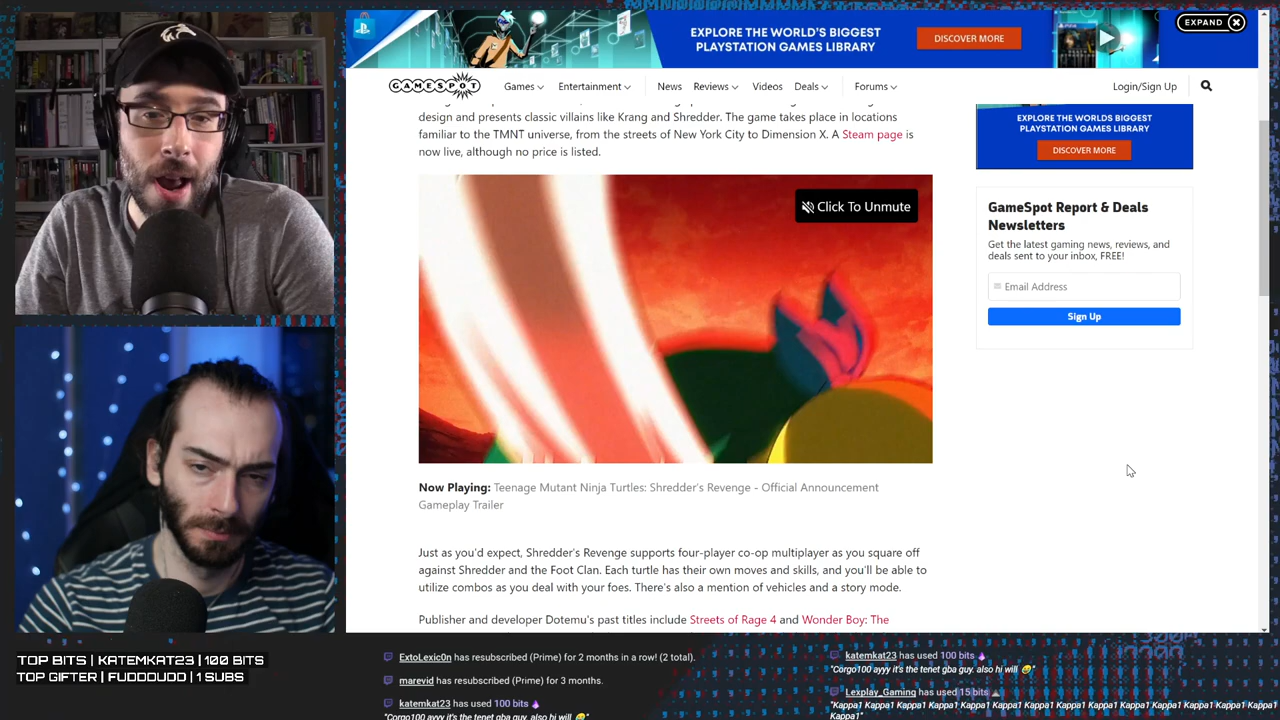 EXPLORE THE WORLD'S BIGGEST
PLAYSTATION GAMES LIBRARY
DISCOVER MORE
EXPAND
GAMESPOT
Games
Entertainment
News
Reviews
Videos
Deals
Forums
Login/Sign Up
design and presents classic villains like Krang and Shredder. The game takes place in locations
familiar to the TMNT universe, from the streets of New York City to Dimension X. A Steam page is
now live, although no price is listed.
Click To Unmute
Now Playing: Teenage Mutant Ninja Turtles: Shredder's Revenge - Official Announcement
Gameplay Trailer
Just as you'd expect, Shredder's Revenge supports four-player co-op multiplayer as you square off
against Shredder and the Foot Clan. Each turtle has their own moves and skills, and you'll be able to
utilize combos as you deal with your foes. There's also a mention of vehicles and a story mode.
Publisher and developer Dotemu's past titles include Streets of Rage 4 and Wonder Boy: The
EXPLORE THE WORLD'S BIGGEST
PLAYSTATION GAMES LIBRARY
DISCOVER MORE
GameSpot Report & Deals
Newsletters
Get the latest gaming news, reviews, and
deals sent to your inbox, FREE!
Email Address
Sign Up
TOP BITS | KATEMKAT23 | 100 BITS
TOP GIFTER | FUDDOUDD | 1 SUBS
ExtoLexic0n has resubscribed (Prime) for 2 months in a row! (2 total).
marevid has resubscribed (Prime) for 3 months.
katemkat23 has used 100 bits
"Corgo100 ayyy it's the tenet gba guy. also hi will 😅"
katemkat23 has used 100 bits
"Corgo100 ayyy it's the tenet gba guy. also hi will 😅"
Lexplay_Gaming has used 15 bits
"Kappa1 Kappa1 Kappa1 Kappa1 Kappa1 Kappa1 Kappa1 Kappa1 Kappa1 Kappa1 Kappa1 Kappa1 Kappa1 Kappa1
Kappa1"